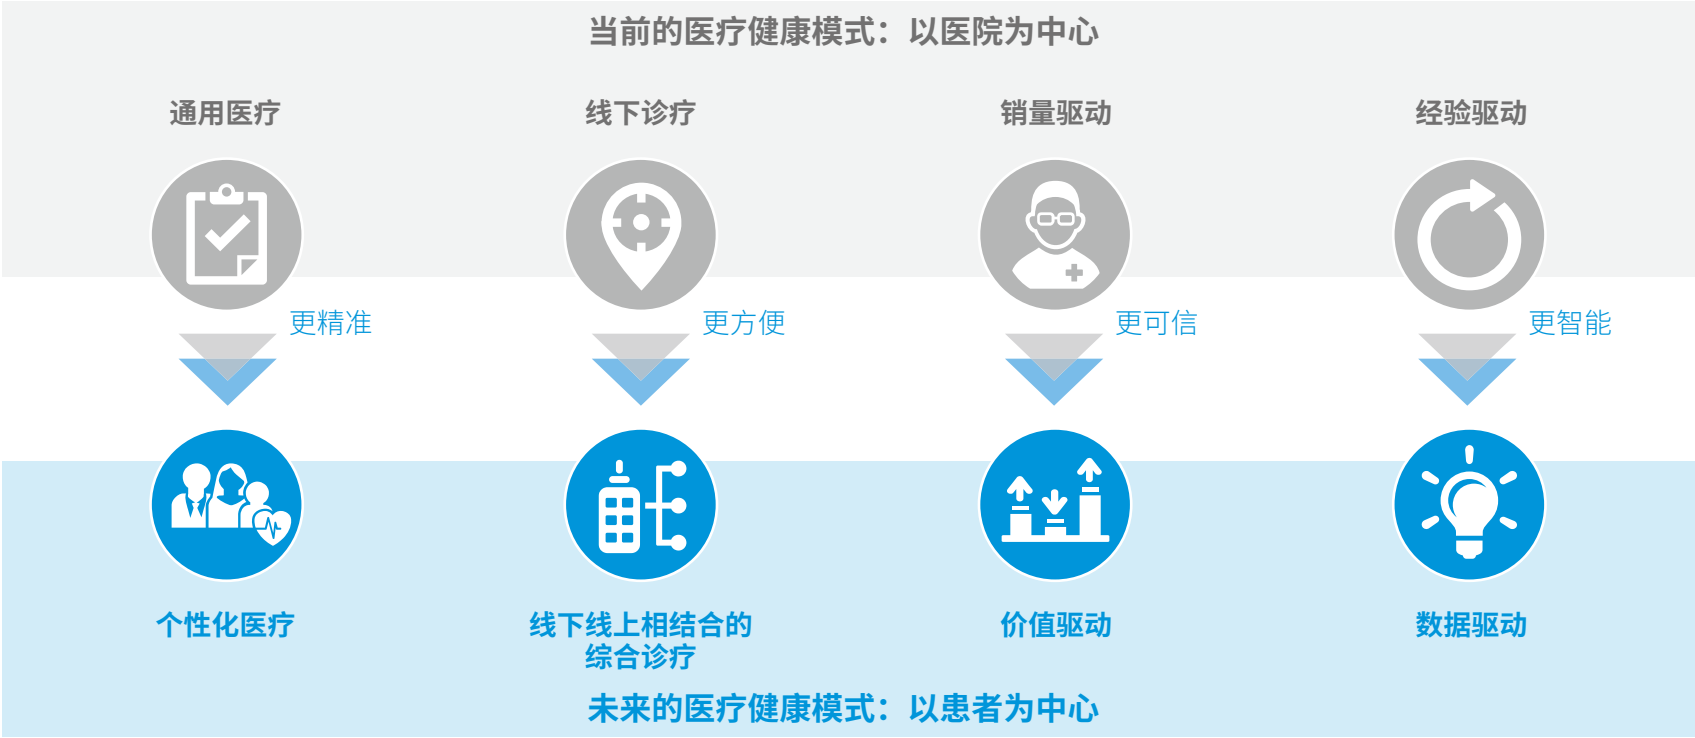 当前的医疗健康模式：以医院为中心
通用医疗
线下诊疗
销量驱动
经验驱动
更精准
更方便
更可信
更智能
个性化医疗
线下线上相结合的
综合诊疗
价值驱动
数据驱动
未来的医疗健康模式：以患者为中心